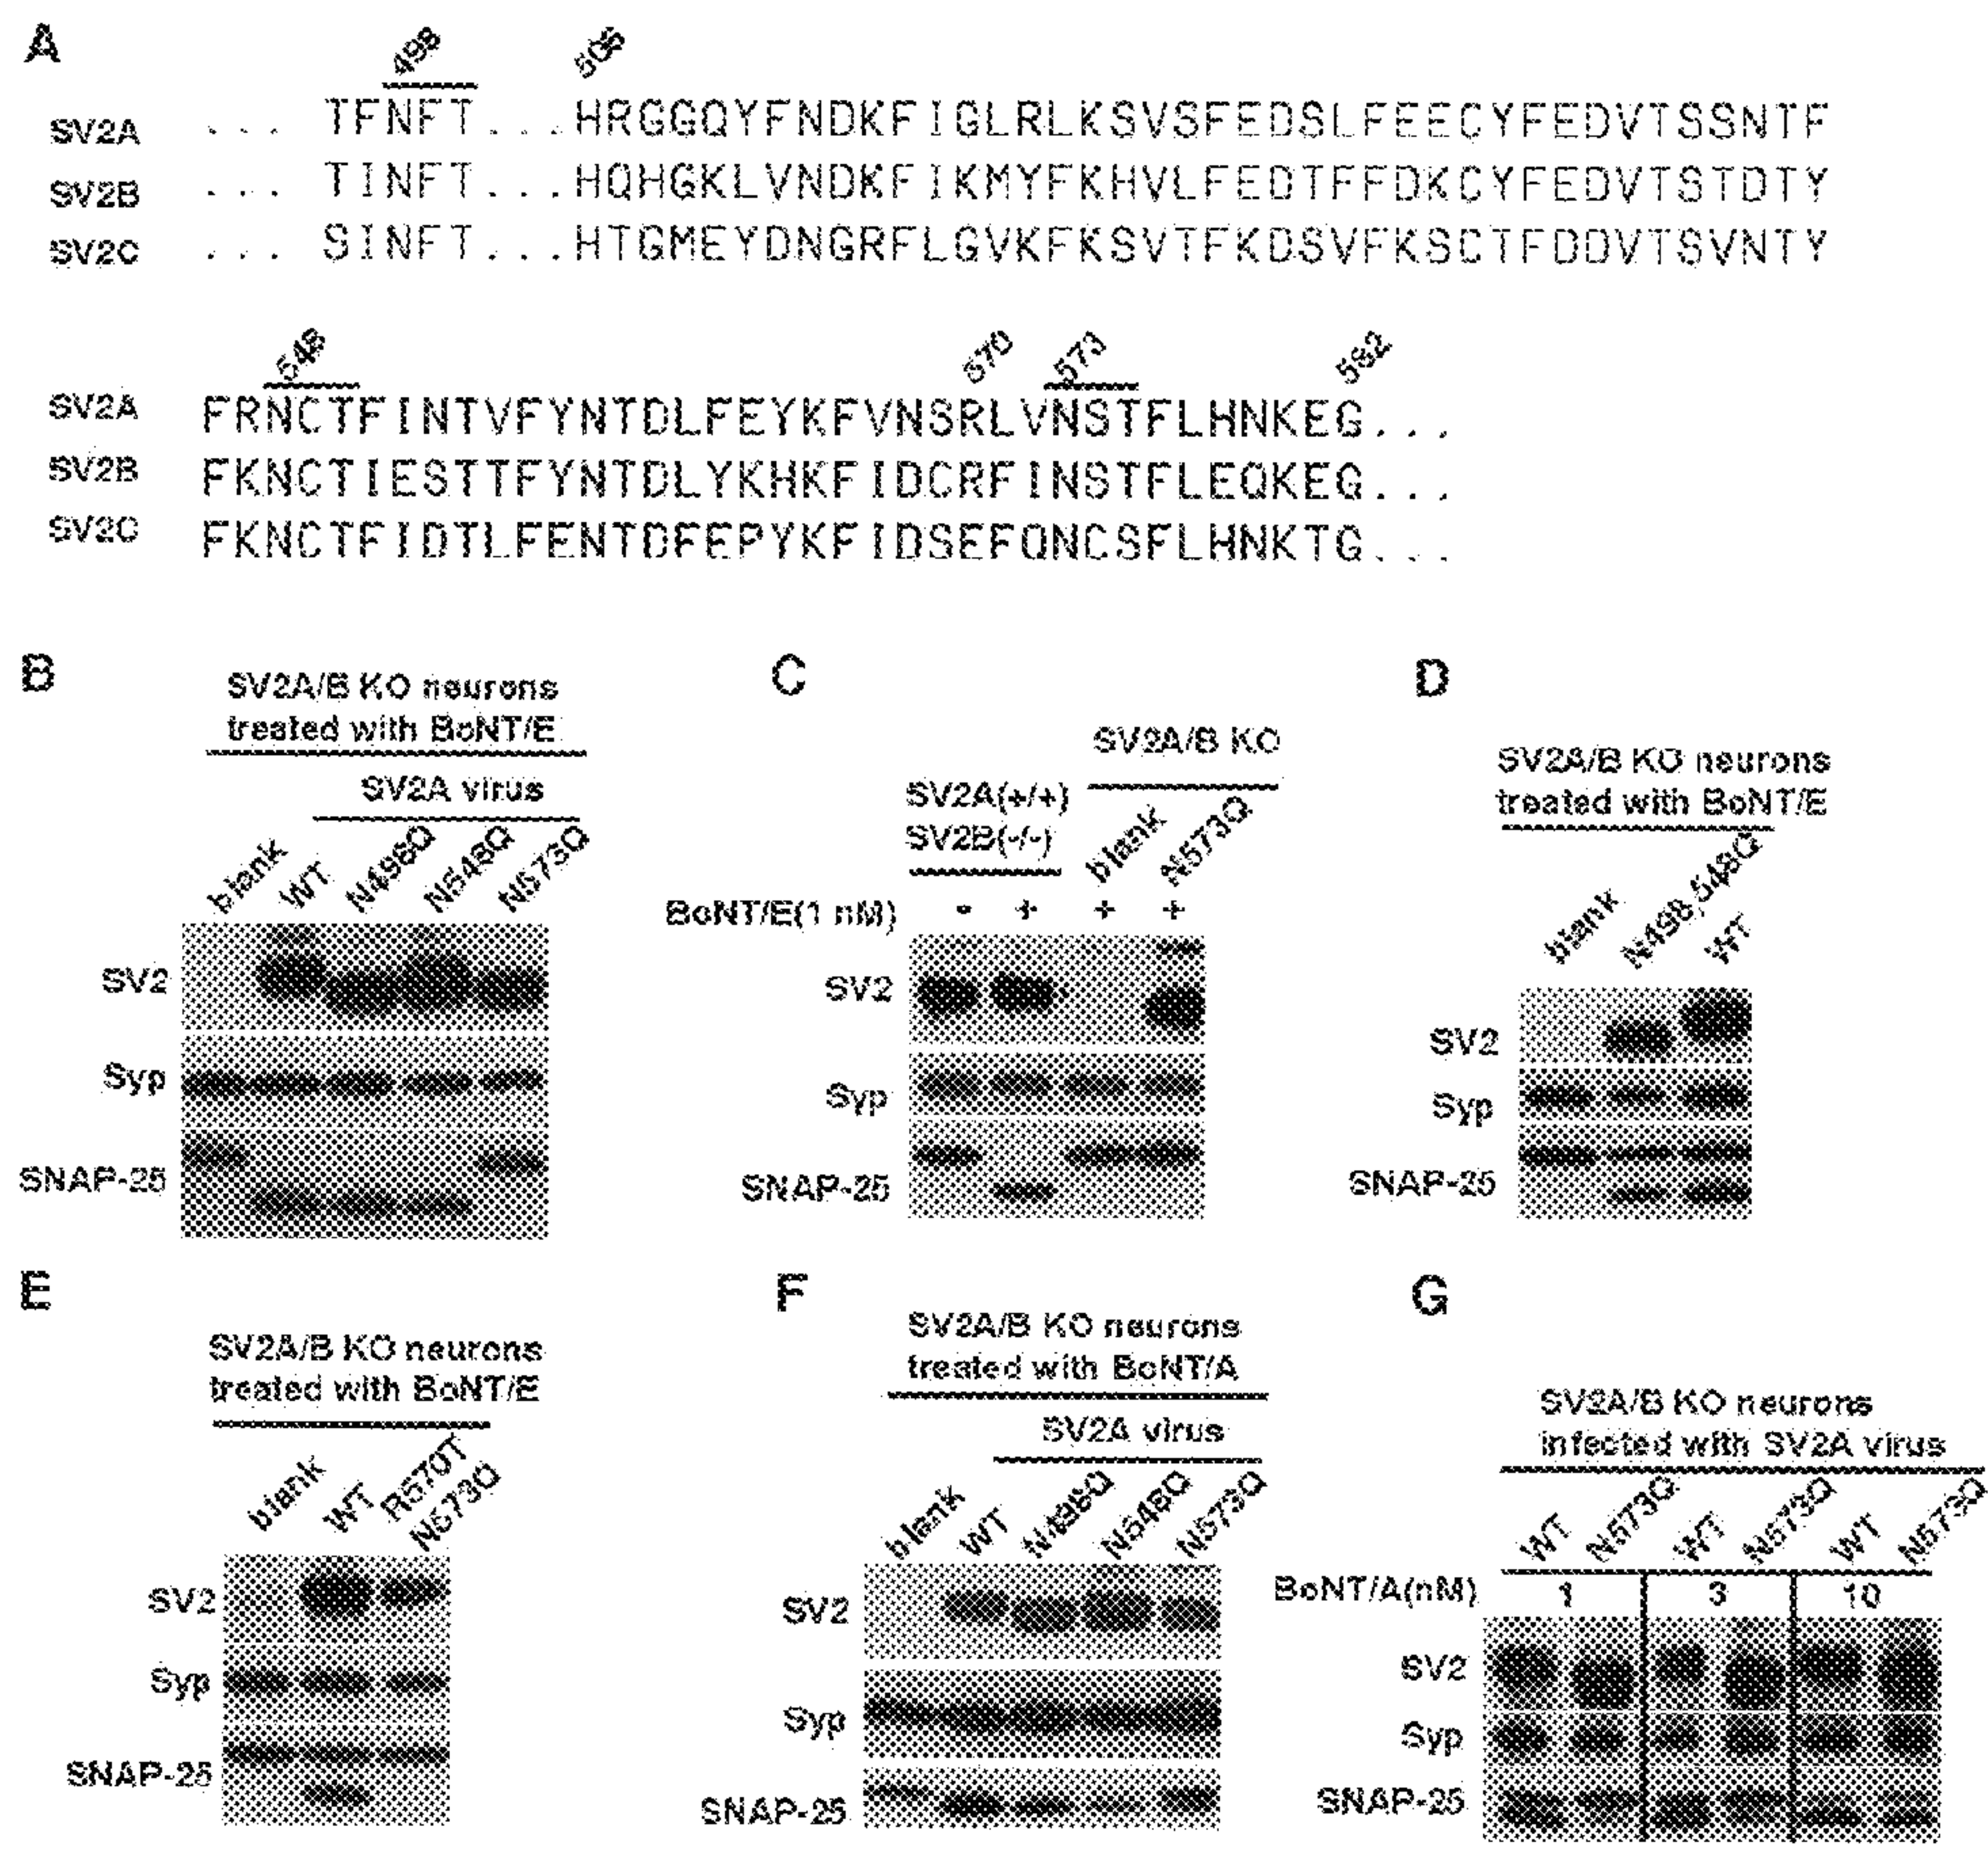 A
498 506
SV2A ... TFNFT...HRGGQYFNDKFIGLRLKSVSFEDSLFEECYFEDVTSSNTF
SV2B ... TINFT...HQHGKLVNDKFIKMYFKHVLFEDTFFDKCYFEDVTSTDTY
SV2C ... SINFT...HTGMEYDNGRFLGVKFKSVTFKDSVFKSCTFDDVTSVNTY
548 570 573 582
SV2A FRNCTFINTVFYNTDLFEYKFVNSRLVNSTFLHNKEG...
SV2B FKNCTIESTTFYNTDLYKHKFIDCRFINSTFLEQKEG...
SV2C FKNCTFIDTLFENTDFEPYKFIDSEFQNCSFLHNKTG...
B
SV2A/B KO neurons
treated with BoNT/E
SV2A virus
blank WT N498Q N548Q N573Q
SV2
Syp
SNAP-25
C
SV2A/B KO
SV2A(+/+)
SV2B(-/-)
blank N573Q
BoNT/E(1 nM) - + + +
SV2
Syp
SNAP-25
D
SV2A/B KO neurons
treated with BoNT/E
blank N498,548Q WT
SV2
Syp
SNAP-25
E
SV2A/B KO neurons
treated with BoNT/E
blank WT R570T
N573Q
SV2
Syp
SNAP-25
F
SV2A/B KO neurons
treated with BoNT/A
SV2A virus
blank WT N498Q N548Q N573Q
SV2
Syp
SNAP-25
G
SV2A/B KO neurons
infected with SV2A virus
WT N573Q WT N573Q WT N573Q
BoNT/A(nM) 1 3 10
SV2
Syp
SNAP-25